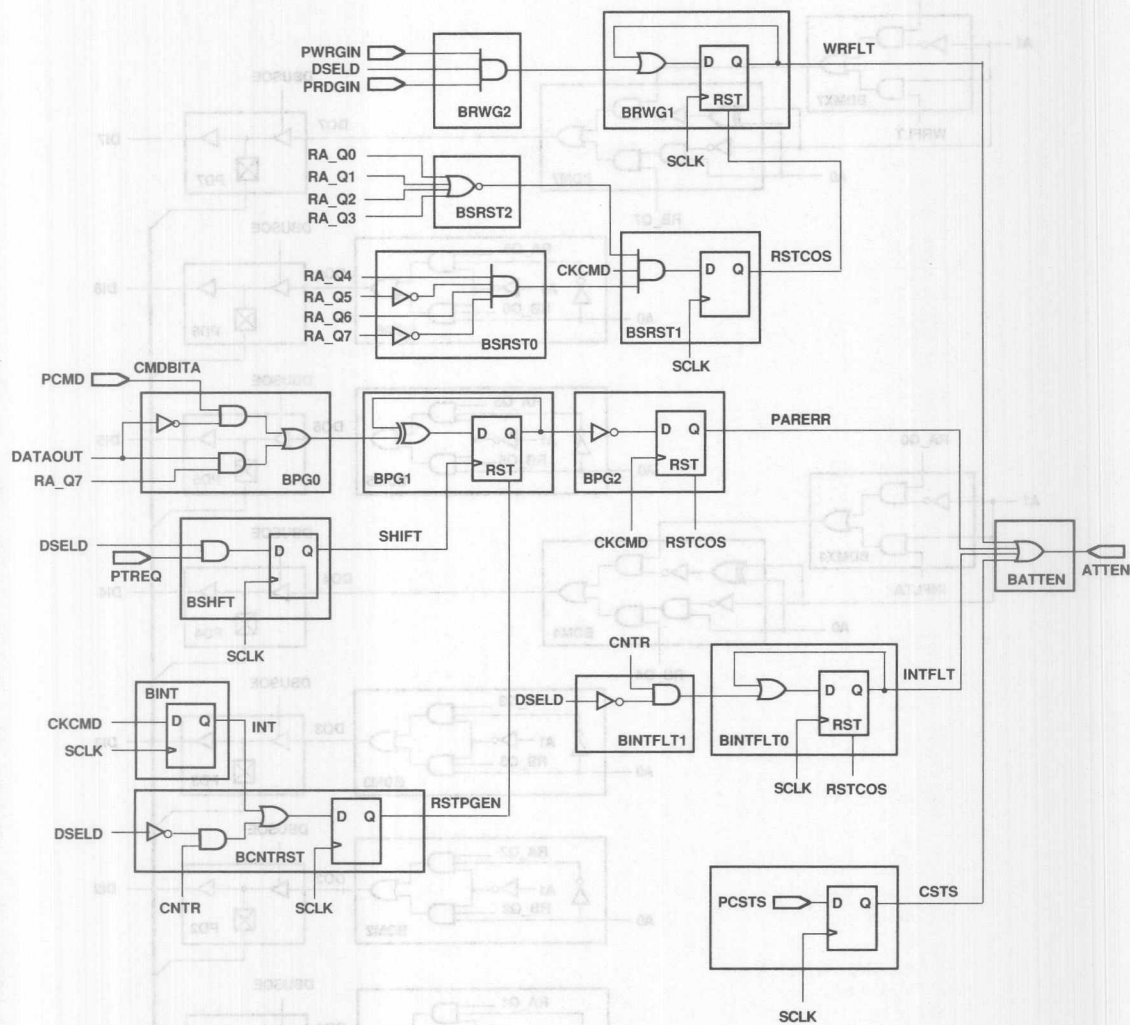 PWRGIN
DSELD
PRDGIN
BRWG2
D Q
RST
BRWG1
SCLK
WRFLT
RA_Q0
RA_Q1
RA_Q2
RA_Q3
BSRST2
CKCMD
D Q
BSRST1
SCLK
RSTCOS
RA_Q4
RA_Q5
RA_Q6
RA_Q7
BSRST0
PCMD
CMDBITA
DATAOUT
RA_Q7
BPG0
BPG1
D Q
RST
BPG2
D Q
RST
PARERR
CKCMD
RSTCOS
DSELD
PTREQ
BSHFT
D Q
SCLK
SHIFT
BATTEN
ATTEN
CNTR
DSELD
BINTFLT1
BINTFLT0
D Q
RST
INTFLT
SCLK
RSTCOS
BINT
CKCMD
SCLK
D Q
INT
DSELD
BCNTRST
D Q
RSTPGEN
CNTR
SCLK
PCSTS
D Q
CSTS
SCLK